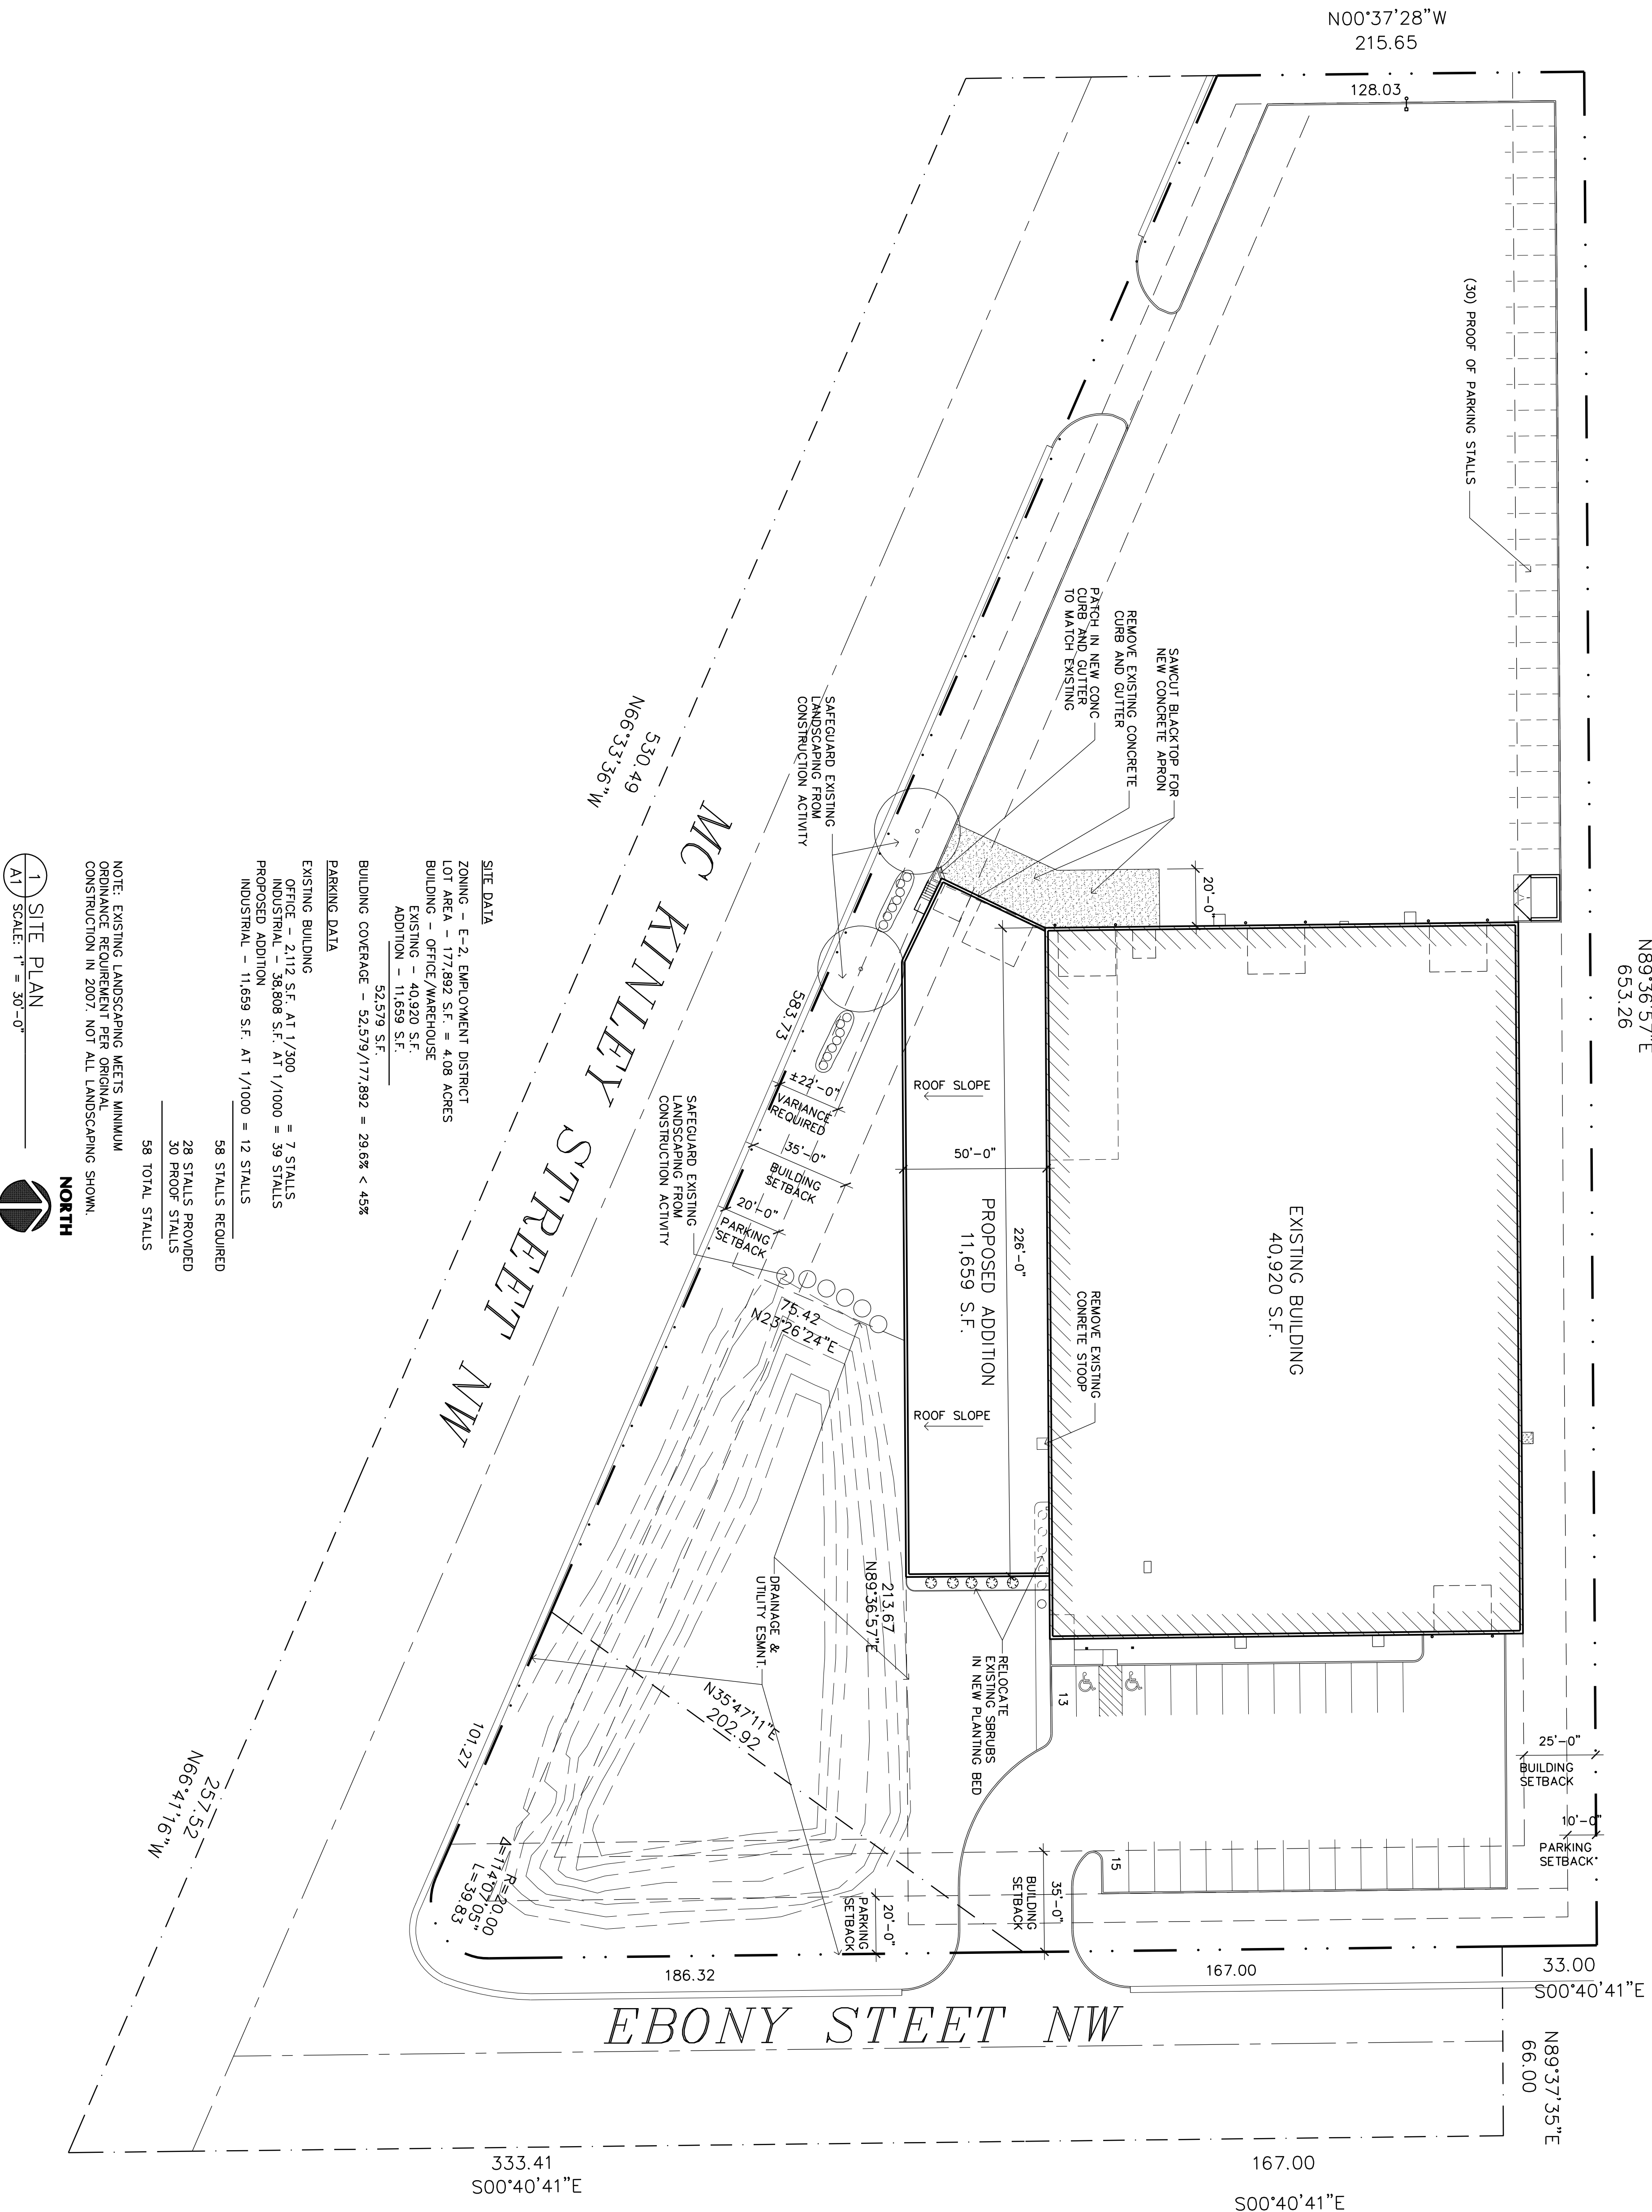 N00°37'28"W
215.65
128.03
N89°36'57"E
653.26
(30) PROOF OF PARKING STALLS
SAWCUT BLACKTOP FOR
NEW CONCRETE APRON
REMOVE EXISTING CONCRETE
CURB AND GUTTER
PATCH IN NEW CONC
CURB AND GUTTER
TO MATCH EXISTING
20'-0"
SAFEGUARD EXISTING
LANDSCAPING FROM
CONSTRUCTION ACTIVITY
530.49
N66°33'36"W
MC KINLEY STREET NW
583.73
±22'-0"
VARIANCE
REQUIRED
35'-0"
BUILDING
SETBACK
20'-0"
PARKING
SETBACK
ROOF SLOPE
50'-0"
226'-0"
PROPOSED ADDITION
11,659 S.F.
ROOF SLOPE
EXISTING BUILDING
40,920 S.F.
REMOVE EXISTING
CONRETE STOOP
SAFEGUARD EXISTING
LANDSCAPING FROM
CONSTRUCTION ACTIVITY
75.42
N23°26'24"E
213.67
N89°36'57"E
DRAINAGE &
UTILITY ESMNT.
RELOCATE
EXISTING SBRUBS
IN NEW PLANTING BED
N35°47'11"E
202.92
13
15
25'-0"
BUILDING
SETBACK
10'-0"
PARKING
SETBACK
35'-0"
BUILDING
SETBACK
20'-0"
PARKING
SETBACK
101.27
R=20.00
Δ=114°07'05"
L=39.83
257.52
N66°41'16"W
186.32
167.00
33.00
S00°40'41"E
EBONY STEET NW
N89°37'35"E
66.00
333.41
S00°40'41"E
167.00
S00°40'41"E
SITE DATA
ZONING - E-2, EMPLOYMENT DISTRICT
LOT AREA - 177,892 S.F. = 4.08 ACRES
BUILDING - OFFICE/WAREHOUSE
EXISTING - 40,920 S.F.
ADDITION - 11,659 S.F.
52,579 S.F.
BUILDING COVERAGE - 52,579/177,892 = 29.6% < 45%
PARKING DATA
EXISTING BUILDING
OFFICE - 2,112 S.F. AT 1/300 = 7 STALLS
INDUSTRIAL - 38,808 S.F. AT 1/1000 = 39 STALLS
PROPOSED ADDITION
INDUSTRIAL - 11,659 S.F. AT 1/1000 = 12 STALLS
58 STALLS REQUIRED
28 STALLS PROVIDED
30 PROOF STALLS
58 TOTAL STALLS
NOTE: EXISTING LANDSCAPING MEETS MINIMUM
ORDINANCE REQUIREMENT PER ORIGINAL
CONSTRUCTION IN 2007. NOT ALL LANDSCAPING SHOWN.
1
A1
SITE PLAN
SCALE: 1" = 30'-0"
NORTH